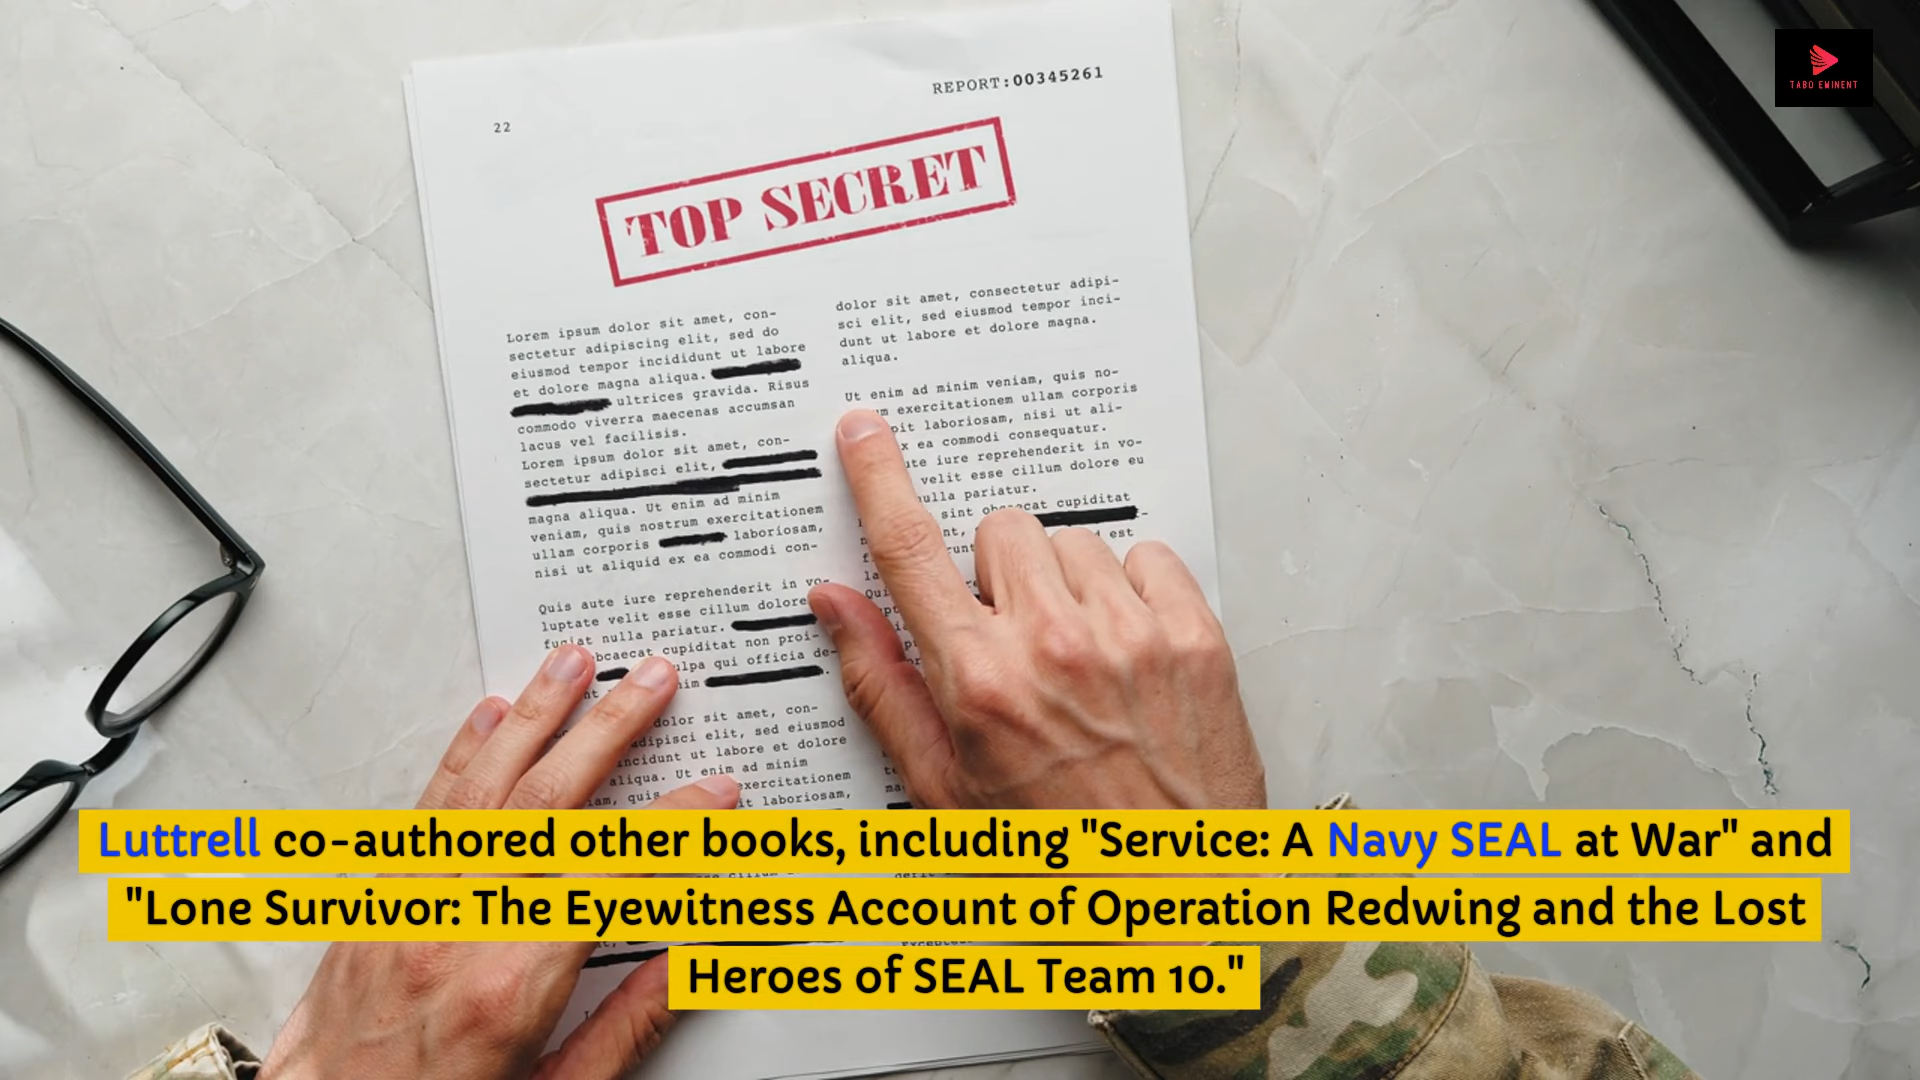 TABO EMINENT
REPORT:00345261
22
TOP SECRET
Lorem ipsum dolor sit amet, con-
sectetur adipiscing elit, sed do
eiusmod tempor incididunt ut labore
et dolore magna aliqua.
ultrices gravida. Risus
commodo viverra maecenas accumsan
lacus vel facilisis.
Lorem ipsum dolor sit amet, con-
sectetur adipisci elit,
magna aliqua. Ut enim ad minim
veniam, quis nostrum exercitationem
ullam corporis laboriosam,
nisi ut aliquid ex ea commodi con-
Quis aute iure reprehenderit in vo-
luptate velit esse cillum dolore
fugiat nulla pariatur.
obcaecat cupiditat non proi-
qui officia de-
dolor sit amet, con-
adipisci elit, sed eiusmod
incidunt ut labore et dolore
aliqua. Ut enim ad minim
quis exercitationem
laboriosam,
dolor sit amet, consectetur adipi-
sci elit, sed eiusmod tempor inci-
dunt ut labore et dolore magna.
aliqua.
Ut enim ad minim veniam, quis no-
exercitationem ullam corporis
laboriosam, nisi ut ali-
ex ea commodi consequatur.
aute iure reprehenderit in vo-
velit esse cillum dolore eu
nulla pariatur.
sint obcaecat cupiditat
est
Luttrell co-authored other books, including "Service: A Navy SEAL at War" and
"Lone Survivor: The Eyewitness Account of Operation Redwing and the Lost
Heroes of SEAL Team 10."